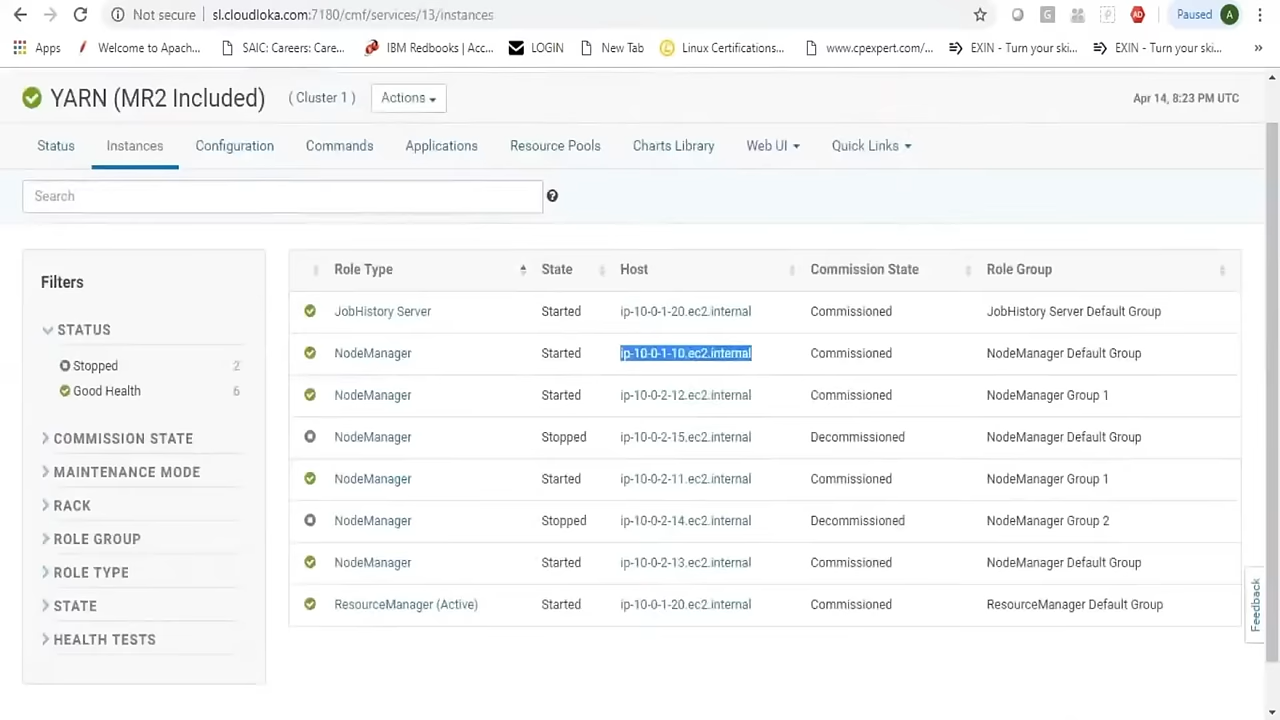 Not secure | sl.cloudloka.com:7180/cmf/services/13/instances Paused A
Apps Welcome to Apach... SAIC: Careers: Care... IBM Redbooks | Acc... LOGIN New Tab Linux Certifications... www.cpexpert.com/... EXIN - Turn your ski... EXIN - Turn your ski... »
YARN (MR2 Included) ( Cluster 1 ) Actions Apr 14, 8:23 PM UTC
Status Instances Configuration Commands Applications Resource Pools Charts Library Web UI Quick Links
Search ?
Filters
STATUS
Stopped 2
Good Health 6
COMMISSION STATE
MAINTENANCE MODE
RACK
ROLE GROUP
ROLE TYPE
STATE
HEALTH TESTS
Role Type State Host Commission State Role Group
JobHistory Server Started ip-10-0-1-20.ec2.internal Commissioned JobHistory Server Default Group
NodeManager Started ip-10-0-1-10.ec2.internal Commissioned NodeManager Default Group
NodeManager Started ip-10-0-2-12.ec2.internal Commissioned NodeManager Group 1
NodeManager Stopped ip-10-0-2-15.ec2.internal Decommissioned NodeManager Default Group
NodeManager Started ip-10-0-2-11.ec2.internal Commissioned NodeManager Group 1
NodeManager Stopped ip-10-0-2-14.ec2.internal Decommissioned NodeManager Group 2
NodeManager Started ip-10-0-2-13.ec2.internal Commissioned NodeManager Default Group
ResourceManager (Active) Started ip-10-0-1-20.ec2.internal Commissioned ResourceManager Default Group
Feedback